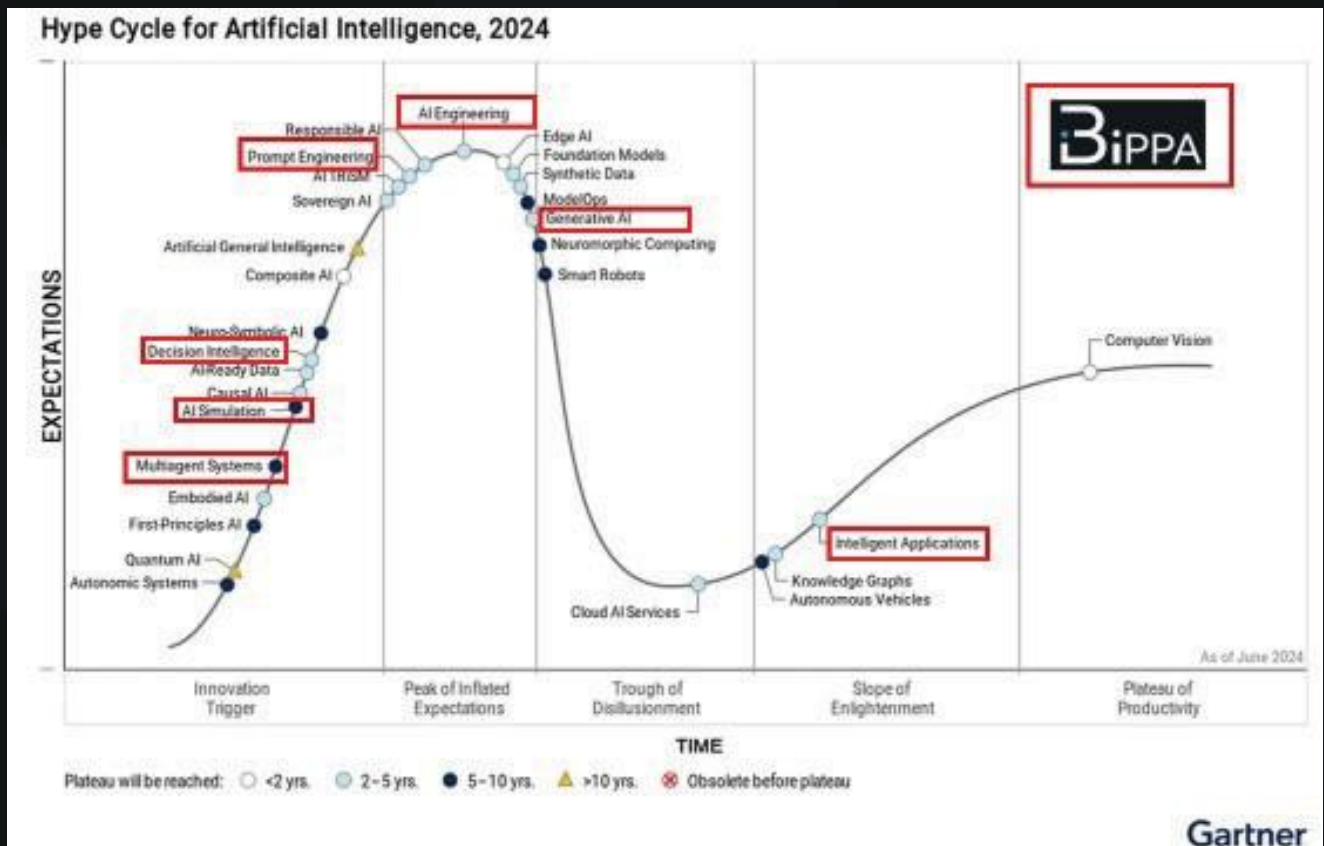 Hype Cycle for Artificial Intelligence, 2024
BiPPA
AI Engineering
Responsible AI
Prompt Engineering
AI TRiSM
Sovereign AI
Artificial General Intelligence
Composite AI
Neuro-Symbolic AI
Decision Intelligence
AI-Ready Data
Causal AI
AI Simulation
Multiagent Systems
Embodied AI
First-Principles AI
Quantum AI
Autonomic Systems
Edge AI
Foundation Models
Synthetic Data
ModelOps
Generative AI
Neuromorphic Computing
Smart Robots
Cloud AI Services
Autonomous Vehicles
Knowledge Graphs
Intelligent Applications
Computer Vision
EXPECTATIONS
As of June 2024
Innovation
Trigger
Peak of Inflated
Expectations
Trough of
Disillusionment
Slope of
Enlightenment
Plateau of
Productivity
TIME
Plateau will be reached: <2 yrs. 2–5 yrs. 5–10 yrs. >10 yrs. Obsolete before plateau
Gartner